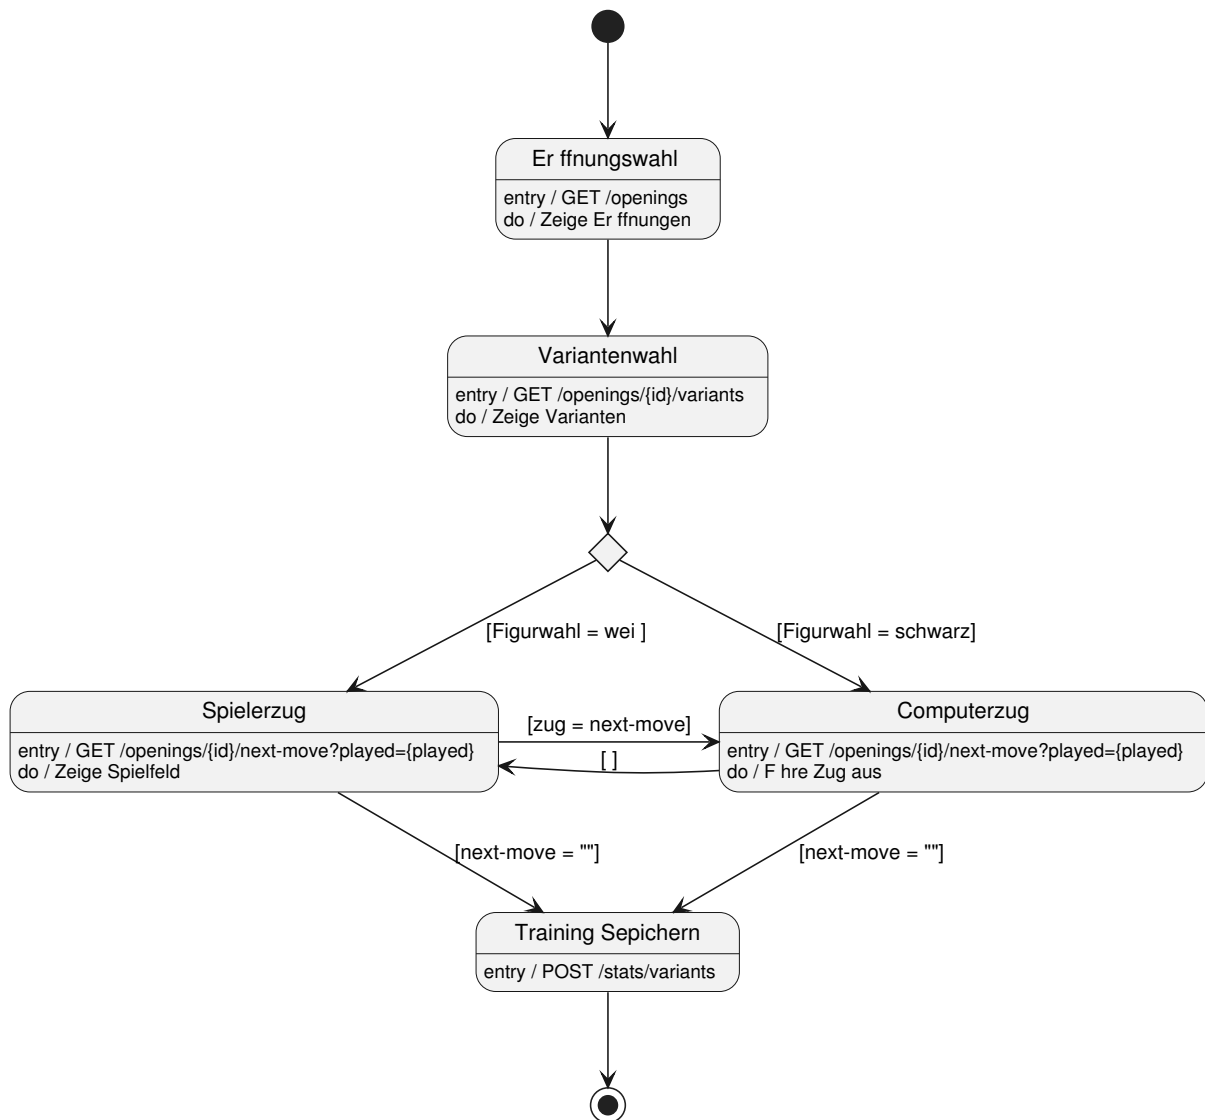 Er ffnungswahl
entry / GET /openings
do / Zeige Er ffnungen
Variantenwahl
entry / GET /openings/{id}/variants
do / Zeige Varianten
[Figurwahl = wei ]
[Figurwahl = schwarz]
Spielerzug
entry / GET /openings/{id}/next-move?played={played}
do / Zeige Spielfeld
[zug = next-move]
[ ]
Computerzug
entry / GET /openings/{id}/next-move?played={played}
do / F hre Zug aus
[next-move = ""]
[next-move = ""]
Training Sepichern
entry / POST /stats/variants